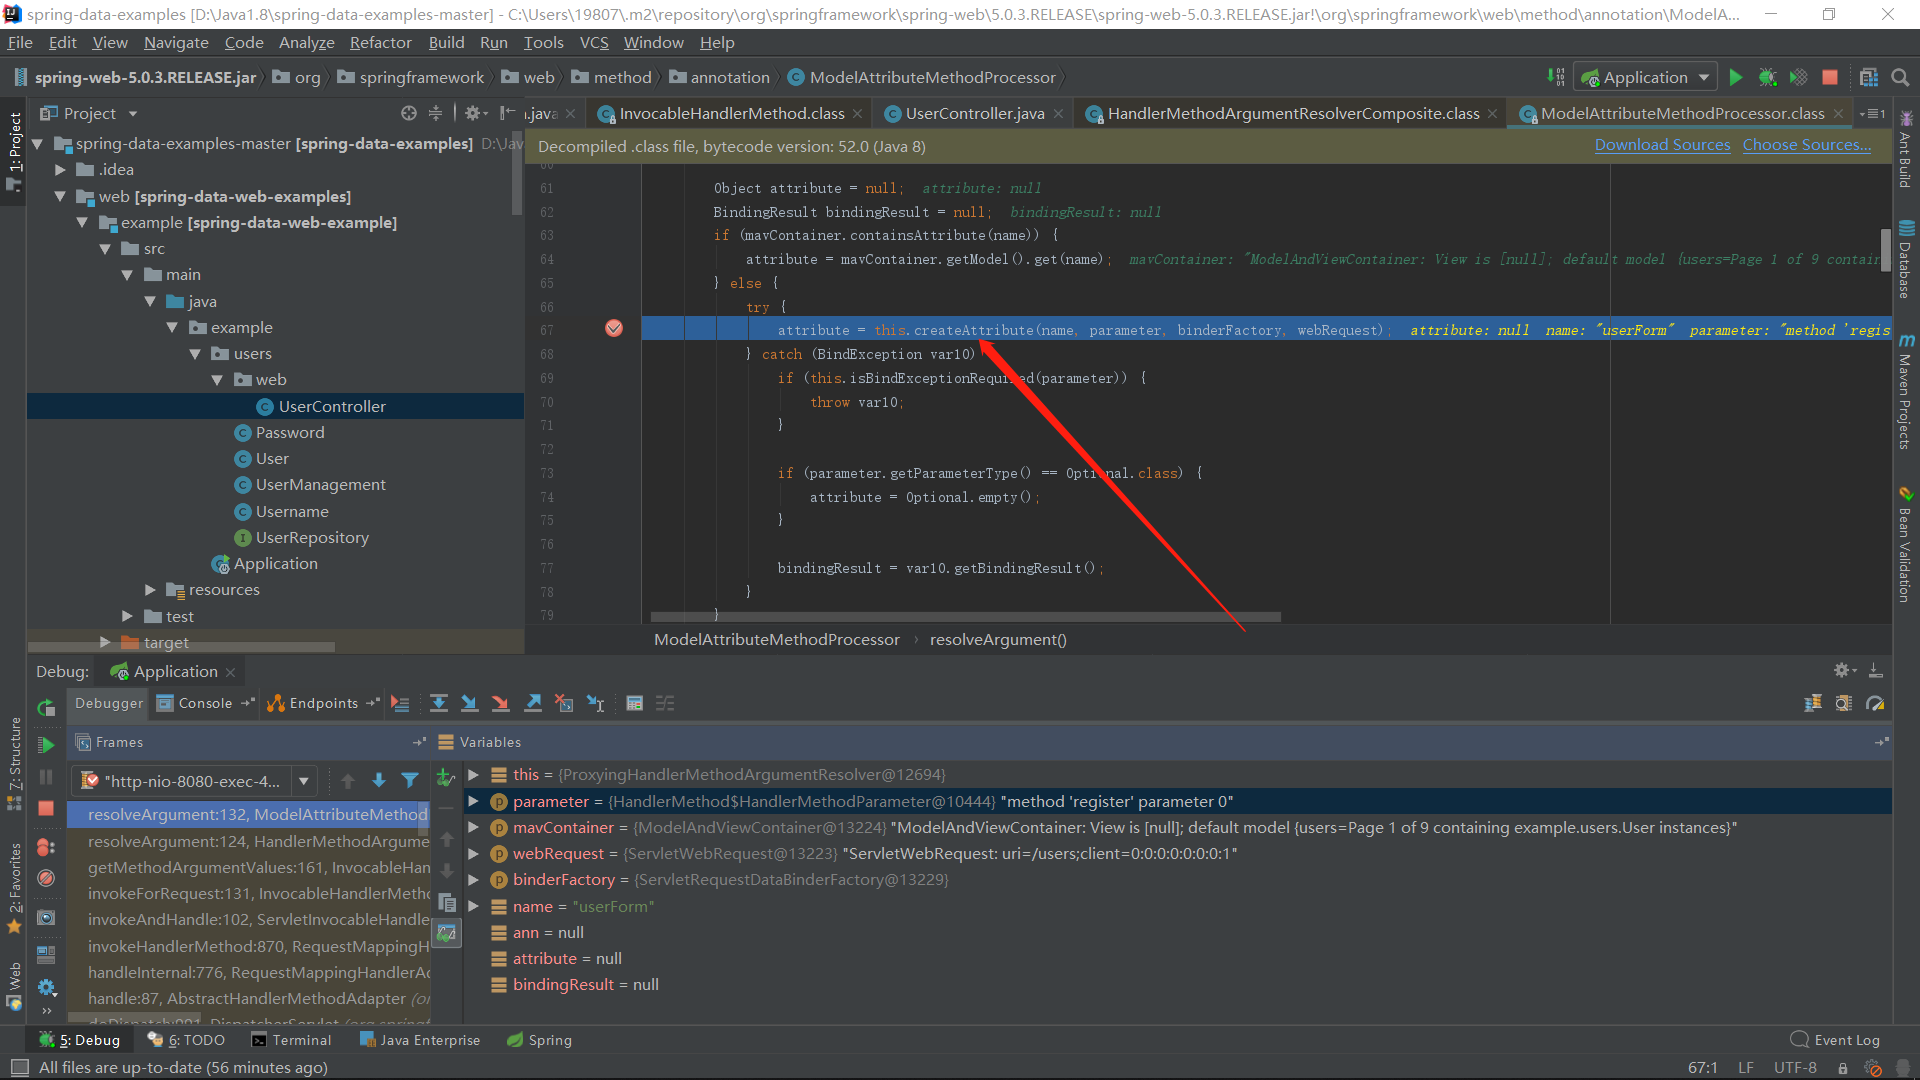 spring-data-examples [D:\Java1.8\spring-data-examples-master] - C:\Users\19807\.m2\repository\org\springframework\spring-web\5.0.3.RELEASE\spring-web-5.0.3.RELEASE.jar!\org\springframework\web\method\annotation\ModelA...
File Edit View Navigate Code Analyze Refactor Build Run Tools VCS Window Help
spring-web-5.0.3.RELEASE.jar org springframework web method annotation ModelAttributeMethodProcessor Application
Project
.java InvocableHandlerMethod.class UserController.java HandlerMethodArgumentResolverComposite.class ModelAttributeMethodProcessor.class
1: Project
spring-data-examples-master [spring-data-examples] D:\Jav
.idea
web [spring-data-web-examples]
example [spring-data-web-example]
src
main
java
example
users
web
UserController
Password
User
UserManagement
Username
UserRepository
Application
resources
test
target
Decompiled .class file, bytecode version: 52.0 (Java 8) Download Sources Choose Sources...
61 Object attribute = null; attribute: null
62 BindingResult bindingResult = null; bindingResult: null
63 if (mavContainer.containsAttribute(name)) {
64 attribute = mavContainer.getModel().get(name); mavContainer: "ModelAndViewContainer: View is [null]; default model {users=Page 1 of 9 contain
65 } else {
66 try {
67 attribute = this.createAttribute(name, parameter, binderFactory, webRequest); attribute: null name: "userForm" parameter: "method 'regis
68 } catch (BindException var10)
69 if (this.isBindExceptionRequired(parameter)) {
70 throw var10;
71 }
72
73 if (parameter.getParameterType() == Optional.class) {
74 attribute = Optional.empty();
75 }
76
77 bindingResult = var10.getBindingResult();
78 }
79 }
ModelAttributeMethodProcessor › resolveArgument()
Ant Build
Database
Maven Projects
Bean Validation
Debug: Application
Debugger Console Endpoints
Frames
"http-nio-8080-exec-4...
resolveArgument:132, ModelAttributeMethod
resolveArgument:124, HandlerMethodArgume
getMethodArgumentValues:161, InvocableHan
invokeForRequest:131, InvocableHandlerMetho
invokeAndHandle:102, ServletInvocableHandle
invokeHandlerMethod:870, RequestMappingH
handleInternal:776, RequestMappingHandlerAd
handle:87, AbstractHandlerMethodAdapter (or
doDispatch:991, DispatcherServlet (org.spring
Variables
this = {ProxyingHandlerMethodArgumentResolver@12694}
parameter = {HandlerMethod$HandlerMethodParameter@10444} "method 'register' parameter 0"
mavContainer = {ModelAndViewContainer@13224} "ModelAndViewContainer: View is [null]; default model {users=Page 1 of 9 containing example.users.User instances}"
webRequest = {ServletWebRequest@13223} "ServletWebRequest: uri=/users;client=0:0:0:0:0:0:0:1"
binderFactory = {ServletRequestDataBinderFactory@13229}
name = "userForm"
ann = null
attribute = null
bindingResult = null
Z: Structure
2: Favorites
Web
5: Debug 6: TODO Terminal Java Enterprise Spring Event Log
All files are up-to-date (56 minutes ago) 67:1 LF UTF-8